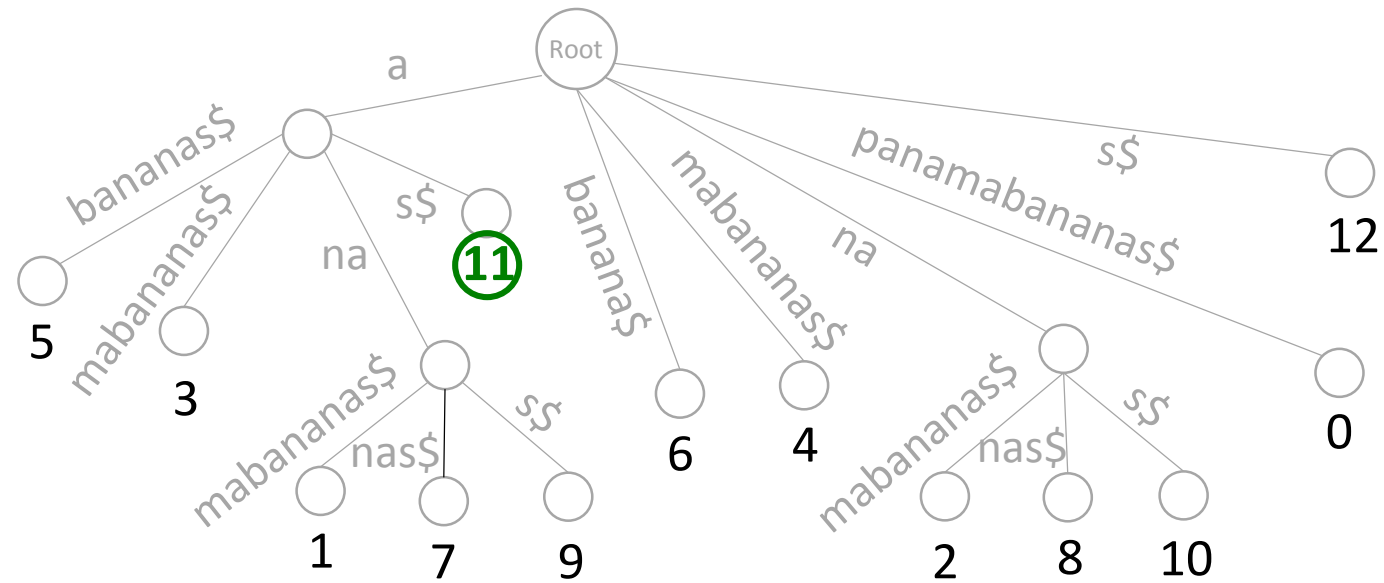 Root
a
bananas$
mabananas$
na
s$
banana$
mabananas$
na
panamabananas$
s$
5
3
11
6
4
12
0
mabananas$
nas$
s$
mabananas$
nas$
s$
1
7
9
2
8
10